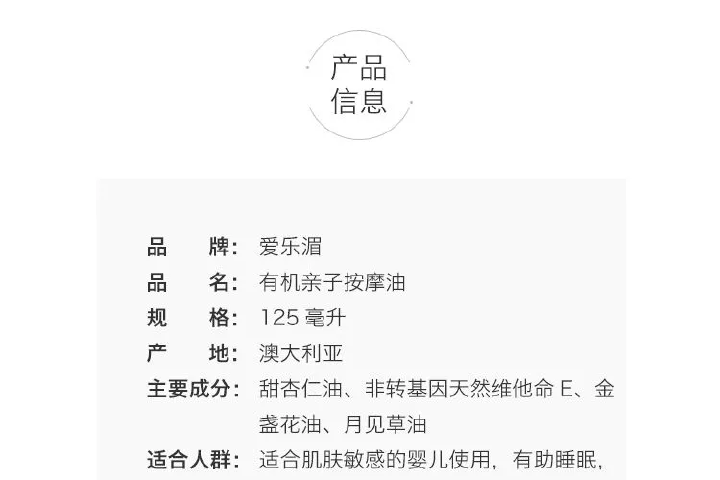 产品
信息
品 牌： 爱乐湄
品 名： 有机亲子按摩油
规 格： 125 毫升
产 地： 澳大利亚
主要成分： 甜杏仁油、非转基因天然维他命 E、金
盏花油、月见草油
适合人群： 适合肌肤敏感的婴儿使用，有助睡眠，